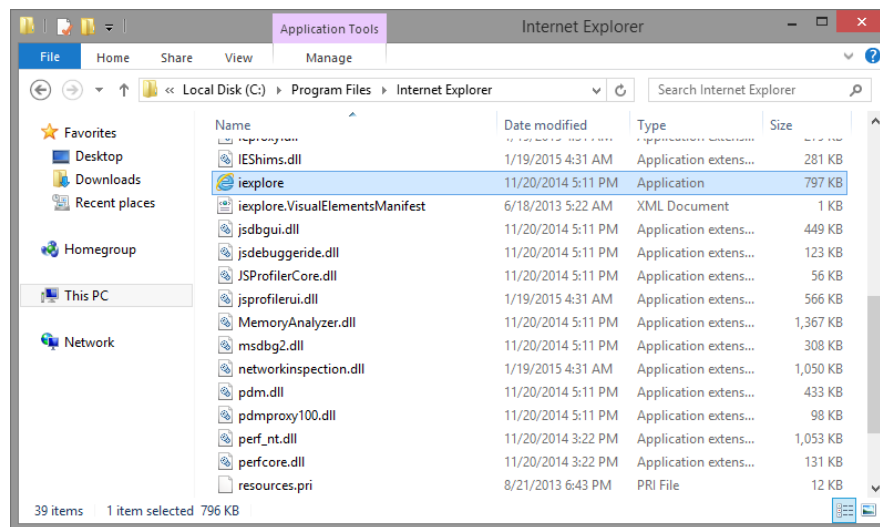 Application Tools
Internet Explorer
File Home Share View Manage
« Local Disk (C:) Program Files Internet Explorer Search Internet Explorer
Name Date modified Type Size
Favorites
Desktop
Downloads
Recent places
Homegroup
This PC
Network
IEShims.dll 1/19/2015 4:31 AM Application extens... 281 KB
iexplore 11/20/2014 5:11 PM Application 797 KB
iexplore.VisualElementsManifest 6/18/2013 5:22 AM XML Document 1 KB
jsdbgui.dll 11/20/2014 5:11 PM Application extens... 449 KB
jsdebuggeride.dll 11/20/2014 5:11 PM Application extens... 123 KB
JSProfilerCore.dll 11/20/2014 5:11 PM Application extens... 56 KB
jsprofilerui.dll 1/19/2015 4:31 AM Application extens... 566 KB
MemoryAnalyzer.dll 11/20/2014 5:11 PM Application extens... 1,367 KB
msdbg2.dll 11/20/2014 5:11 PM Application extens... 308 KB
networkinspection.dll 1/19/2015 4:31 AM Application extens... 1,050 KB
pdm.dll 11/20/2014 5:11 PM Application extens... 433 KB
pdmproxy100.dll 11/20/2014 5:11 PM Application extens... 98 KB
perf_nt.dll 11/20/2014 3:22 PM Application extens... 1,053 KB
perfcore.dll 11/20/2014 3:22 PM Application extens... 131 KB
resources.pri 8/21/2013 6:43 PM PRI File 12 KB
39 items 1 item selected 796 KB